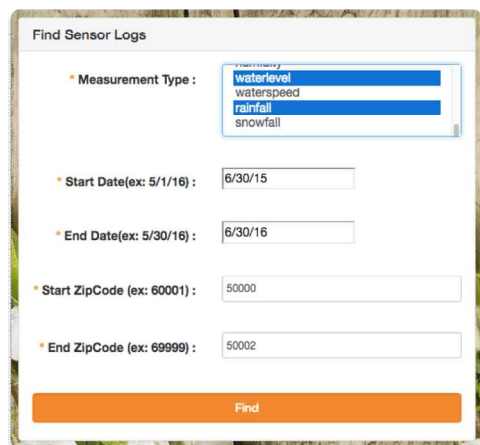 Find Sensor Logs
* Measurement Type :
humidity
waterlevel
waterspeed
rainfall
snowfall
* Start Date(ex: 5/1/16) :
6/30/15
* End Date(ex: 5/30/16) :
6/30/16
* Start ZipCode (ex: 60001) :
50000
* End ZipCode (ex: 69999) :
50002
Find